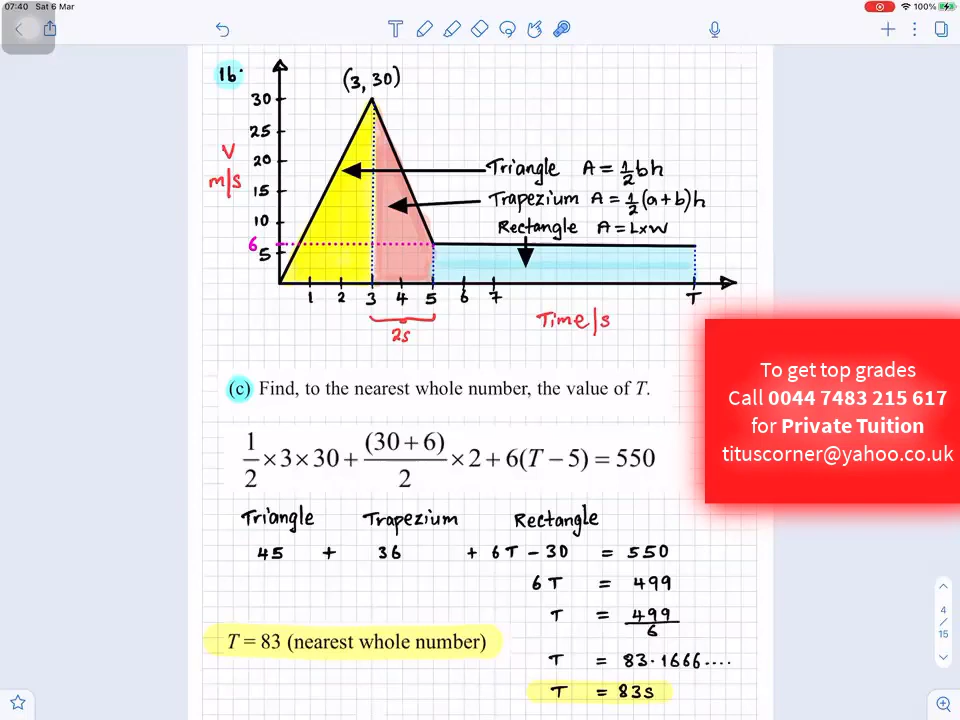 07:40 Sat 6 Mar
100%
16.
(3, 30)
30
25
20
15
10
6
5
V
m/s
Triangle A = 1/2 bh
Trapezium A = 1/2 (a+b)h
Rectangle A = L×W
1 2 3 4 5 6 7 T
2s
Time/s
(c) Find, to the nearest whole number, the value of T.
1/2 × 3 × 30 + (30 + 6)/2 × 2 + 6(T − 5) = 550
Triangle Trapezium Rectangle
45 + 36 + 6T − 30 = 550
6T = 499
T = 499/6
T = 83.1666....
T = 83 (nearest whole number)
T = 83s
To get top grades
Call 0044 7483 215 617
for Private Tuition
tituscorner@yahoo.co.uk
4
/
15